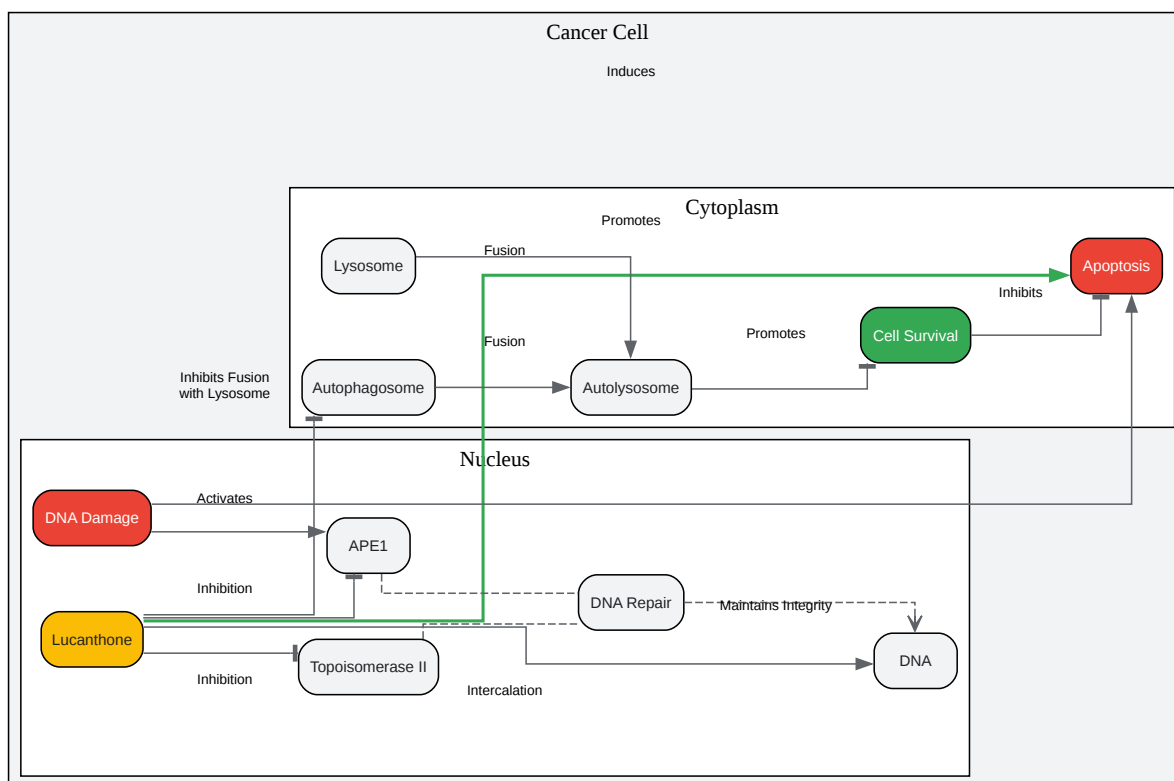 Cancer Cell
Induces
Cytoplasm
Promotes
Lysosome
Fusion
Apoptosis
Inhibits
Cell Survival
Promotes
Fusion
Autophagosome
Autolysosome
Inhibits Fusion
with Lysosome
Nucleus
DNA Damage
Activates
APE1
Inhibition
DNA Repair
Maintains Integrity
Lucanthone
Topoisomerase II
DNA
Inhibition
Intercalation